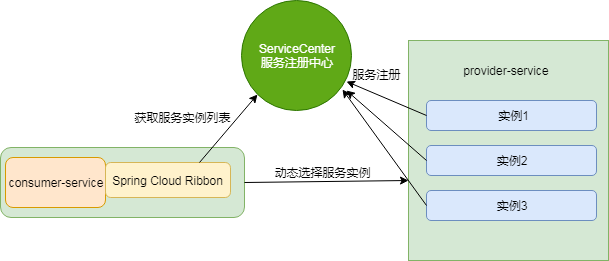 ServiceCenter
服务注册中心
服务注册
provider-service
获取服务实例列表
实例1
实例2
实例3
consumer-service
Spring Cloud Ribbon
动态选择服务实例